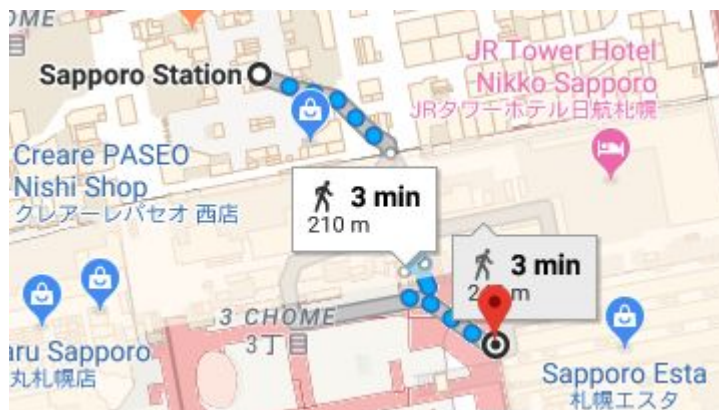 OME
目
Sapporo Station
JR Tower Hotel
Nikko Sapporo
JRタワーホテル日航札幌
Creare PASEO
Nishi Shop
クレアーレパセオ 西店
3 min
210 m
3 min
2 m
3 CHOME
3丁目
aru Sapporo
丸札幌店
Sapporo Esta
札幌エスタ